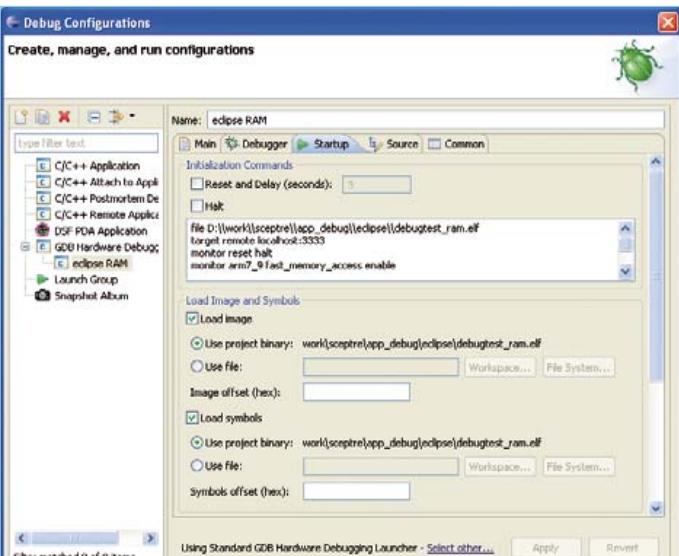 Debug Configurations
Create, manage, and run configurations
type filter text
C/C++ Application
C/C++ Attach to Appli
C/C++ Postmortem De
C/C++ Remote Applica
DSF PDA Application
GDB Hardware Debugg
eclipse RAM
Launch Group
Snapshot Album
Name: eclipse RAM
Main Debugger Startup Source Common
Initialization Commands
Reset and Delay (seconds): 3
Halt
file D:\\work\\sceptre\\app_debug\\eclipse\\debugtest_ram.elf
target remote localhost:3333
monitor reset halt
monitor arm7_9 fast_memory_access enable
Load Image and Symbols
Load image
Use project binary: work\sceptre\app_debug\eclipse\debugtest_ram.elf
Use file: Workspace... File System...
Image offset (hex):
Load symbols
Use project binary: work\sceptre\app_debug\eclipse\debugtest_ram.elf
Use file: Workspace... File System...
Symbols offset (hex):
Using Standard GDB Hardware Debugging Launcher - Select other...
Apply Revert